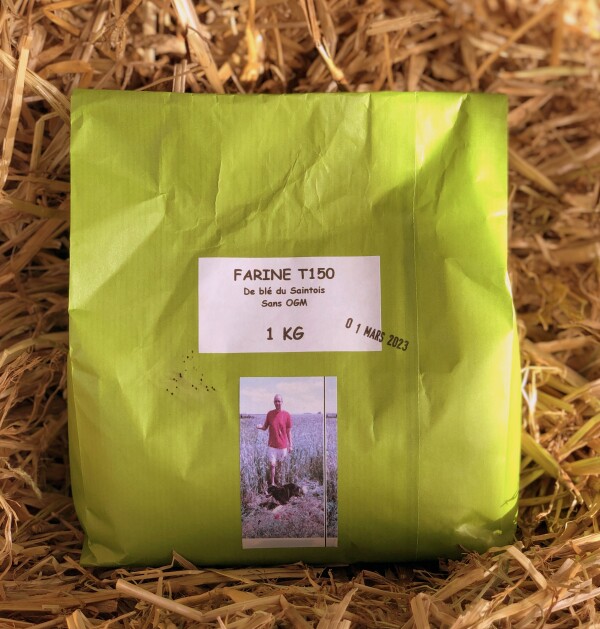 FARINE T150
De blé du Saintois
Sans OGM
1 KG
01 MARS 2023